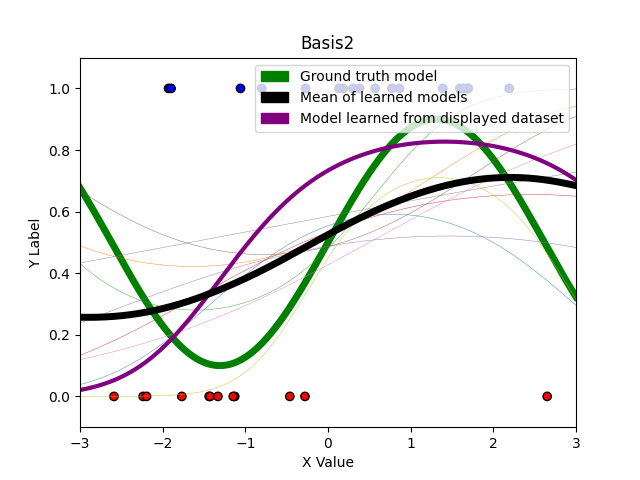 Basis2
Ground truth model
Mean of learned models
Model learned from displayed dataset
Y Label
1.0
0.8
0.6
0.4
0.2
0.0
−3
−2
−1
0
1
2
3
X Value